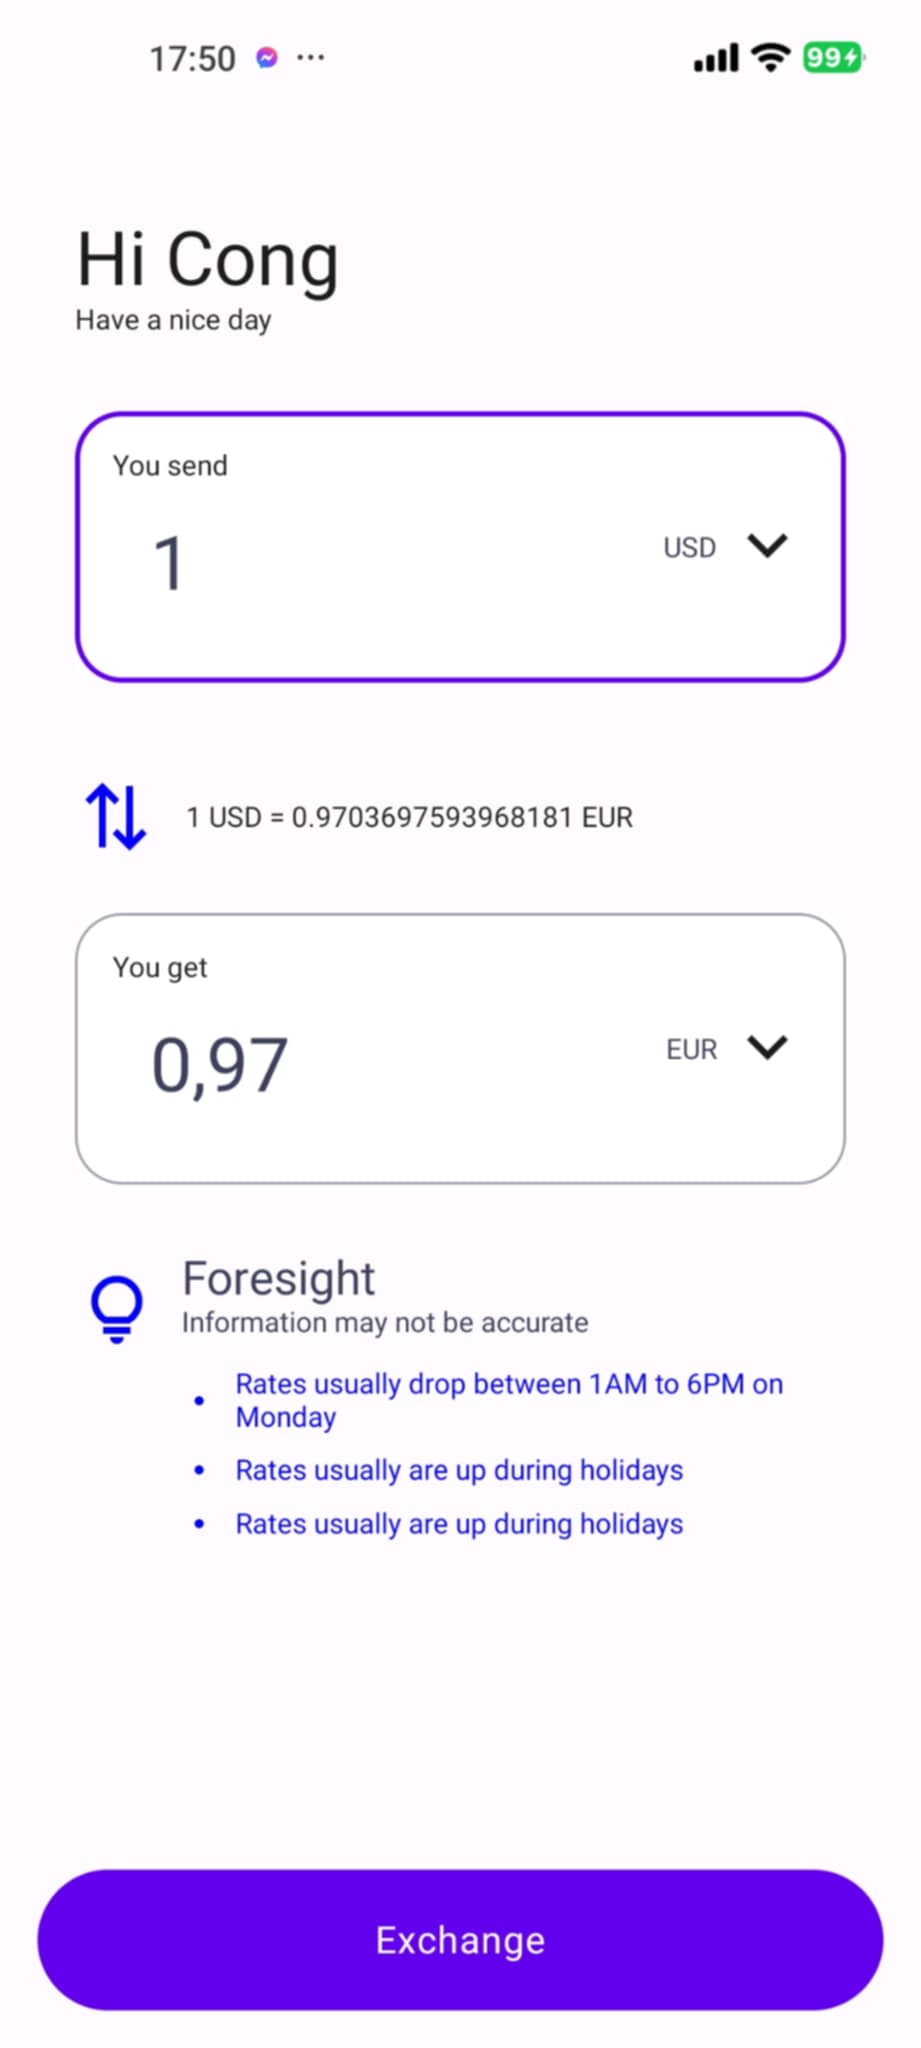 17:50
99
Hi Cong
Have a nice day
You send
1
USD
1 USD = 0.9703697593968181 EUR
You get
0,97
EUR
Foresight
Information may not be accurate
Rates usually drop between 1AM to 6PM on
Monday
Rates usually are up during holidays
Rates usually are up during holidays
Exchange